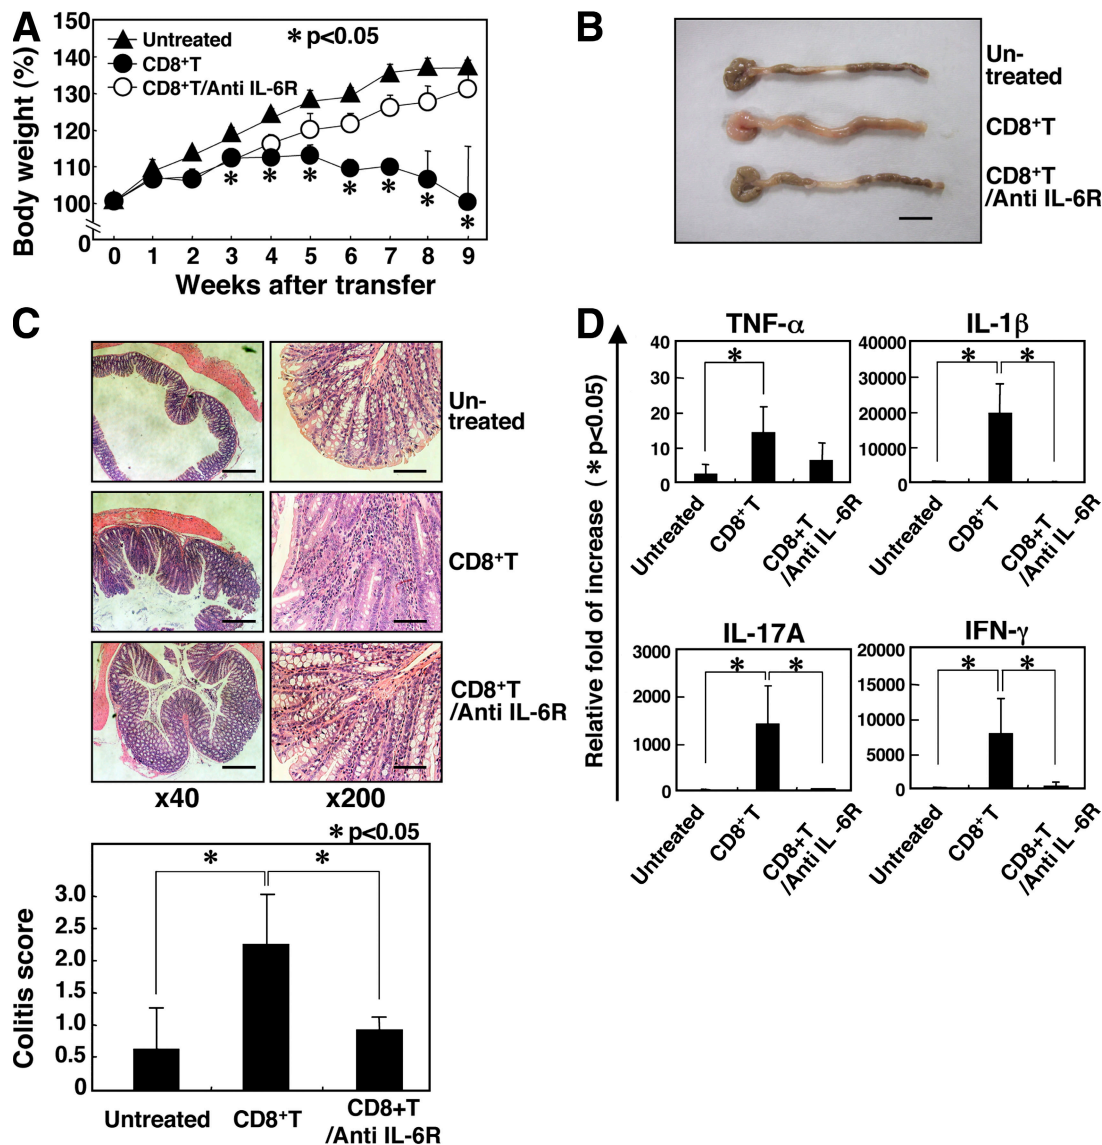 A
150
140
130
120
110
100
0
Body weight (%)
Untreated
CD8+T
CD8+T/Anti IL-6R
* p<0.05
* * * * * * *
0 1 2 3 4 5 6 7 8 9
Weeks after transfer
B
Un-
treated
CD8+T
CD8+T
/Anti IL-6R
C
Un-
treated
CD8+T
CD8+T
/Anti IL-6R
x40 x200
* p<0.05
* *
3.0
2.5
2.0
1.5
1.0
0.5
0
Colitis score
Untreated CD8+T CD8+T
/Anti IL-6R
D
Relative fold of increase ( * p<0.05)
TNF-α
40
30
20
10
0
*
Untreated
CD8+T
CD8+T
/Anti IL -6R
IL-1β
40000
30000
20000
10000
0
* *
Untreated
CD8+T
CD8+T
/Anti IL -6R
IL-17A
3000
2000
1000
0
* *
Untreated
CD8+T
CD8+T
/Anti IL -6R
IFN-γ
20000
15000
10000
5000
0
* *
Untreated
CD8+T
CD8+T
/Anti IL -6R